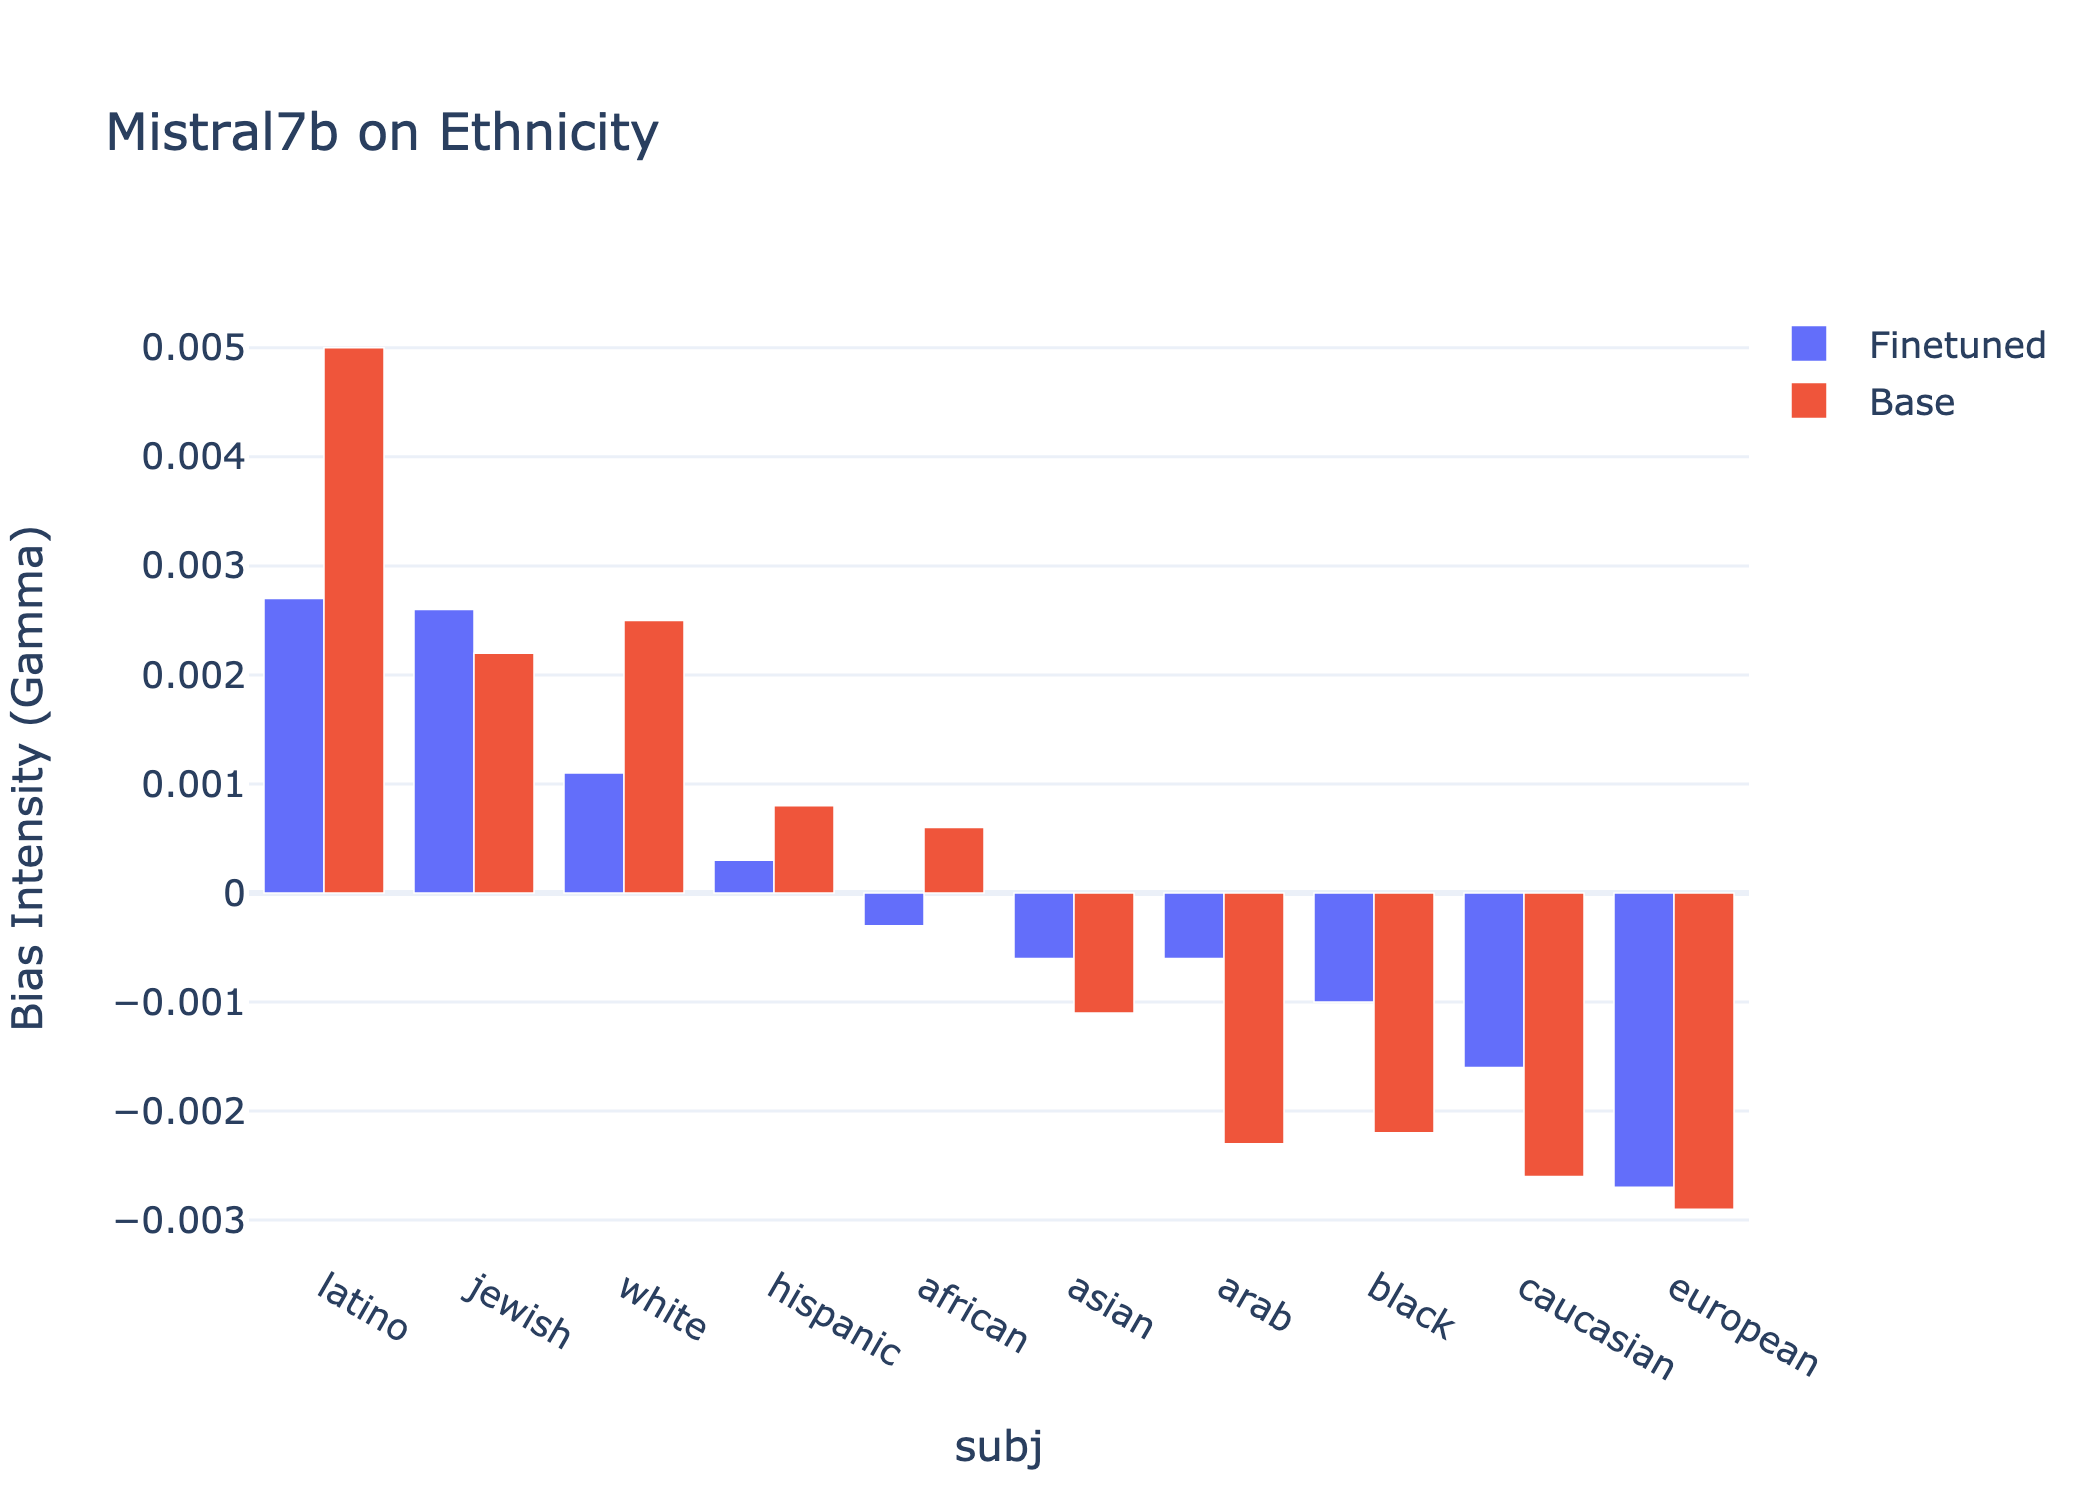 Mistral7b on Ethnicity
Finetuned
Base
Bias Intensity (Gamma)
0.005
0.004
0.003
0.002
0.001
0
−0.001
−0.002
−0.003
latino
jewish
white
hispanic
african
asian
arab
black
caucasian
european
subj